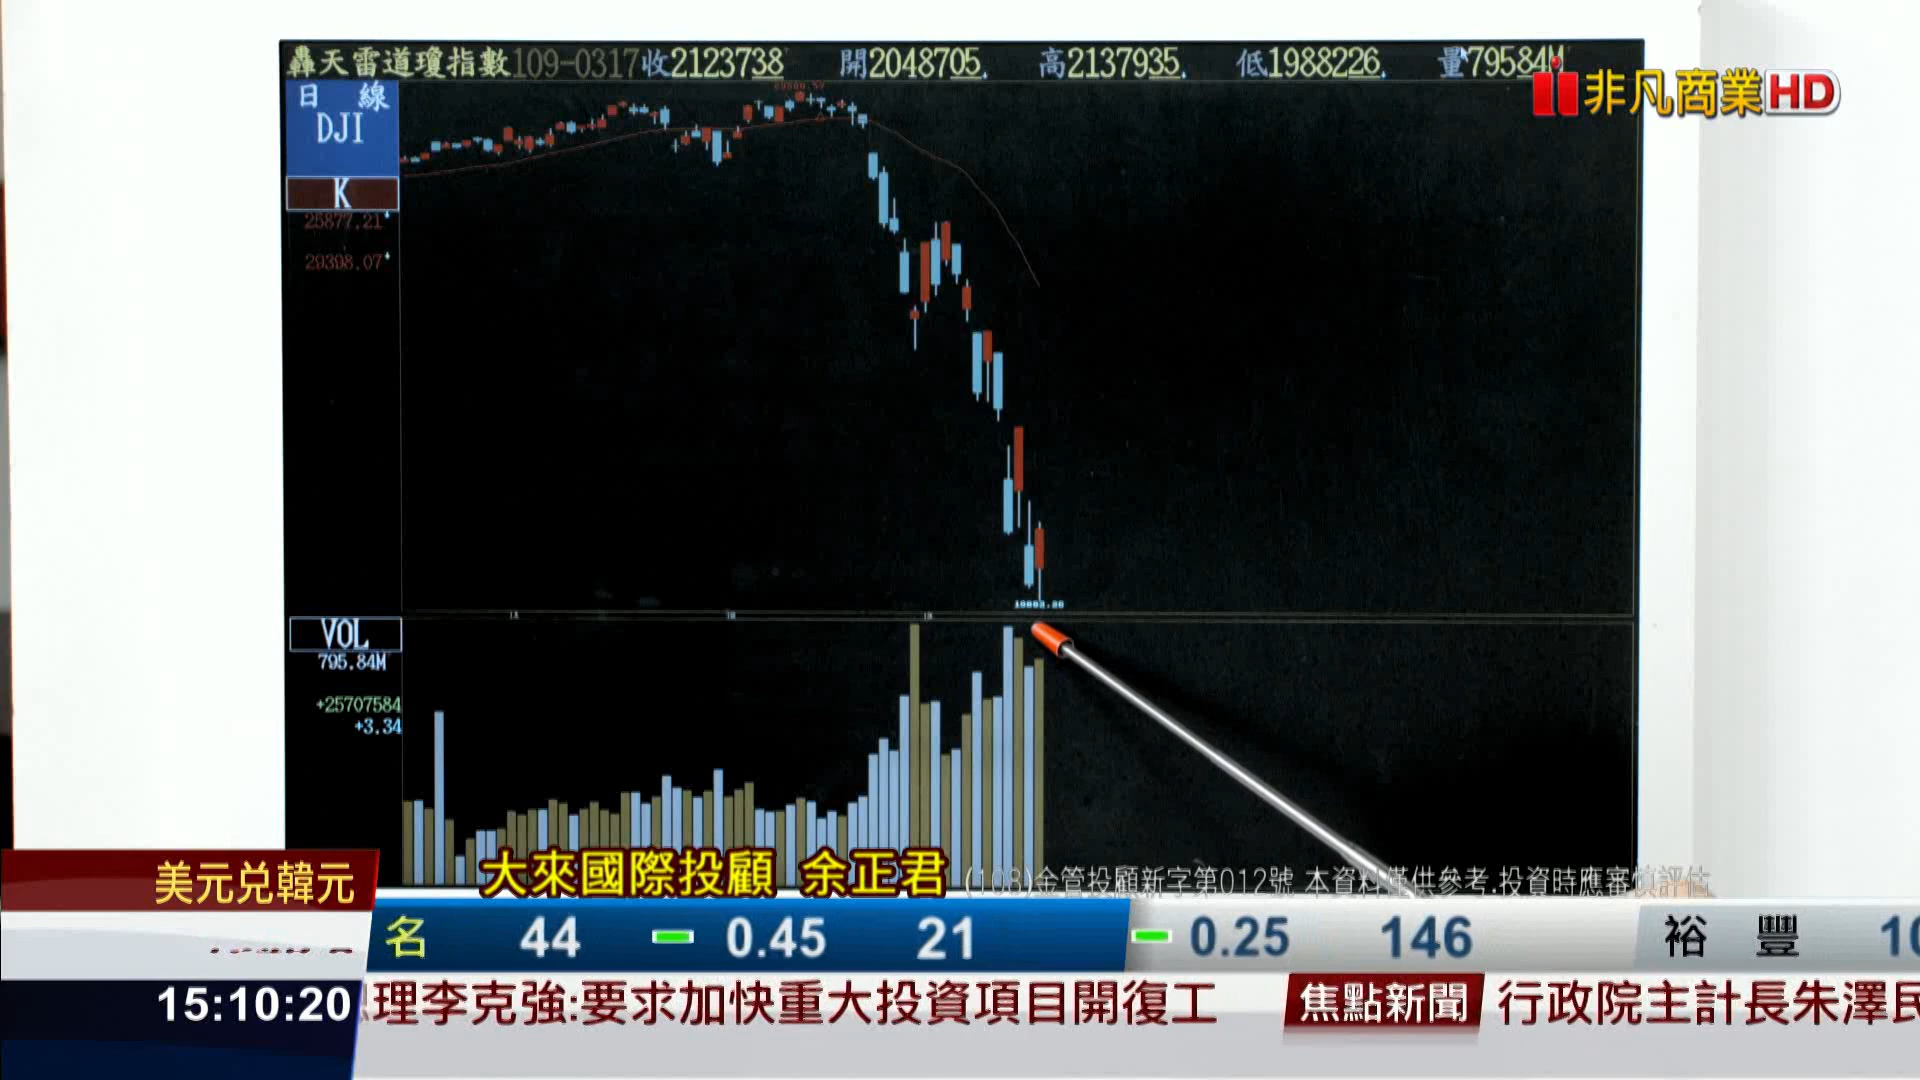 轟天雷道瓊指數109-0317收2123738 開2048705 高2137935 低1988226 量79584M
非凡商業HD
日 線
DJI
K
25877.21
29398.07
VOL
795.84M
+25707584
+3.34
美元兌韓元
大來國際投顧 余正君
(108)金管投顧新字第012號 本資料僅供參考.投資時應審慎評估
名 44 0.45 21 0.25 146 裕 豐 10
15:10:20
理李克強:要求加快重大投資項目開復工 焦點新聞 行政院主計長朱澤民